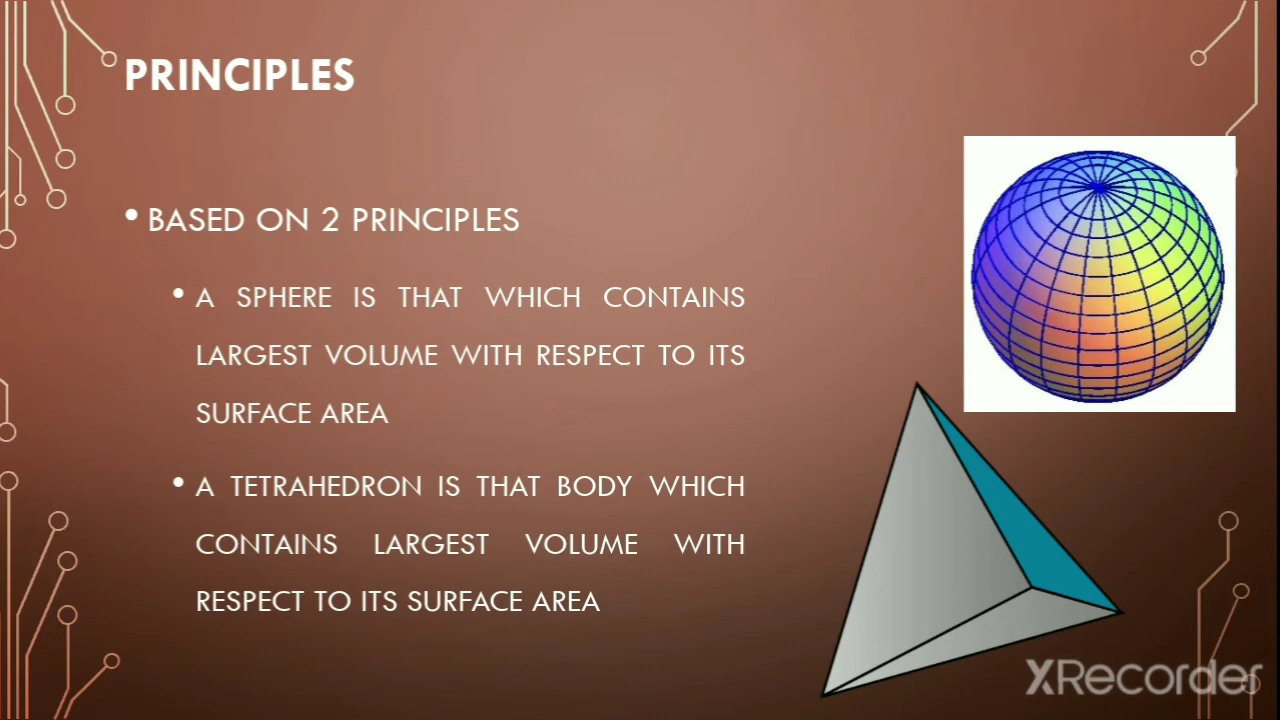 PRINCIPLES
• BASED ON 2 PRINCIPLES
• A SPHERE IS THAT WHICH CONTAINS
LARGEST VOLUME WITH RESPECT TO ITS
SURFACE AREA
• A TETRAHEDRON IS THAT BODY WHICH
CONTAINS LARGEST VOLUME WITH
RESPECT TO ITS SURFACE AREA
XRecorder